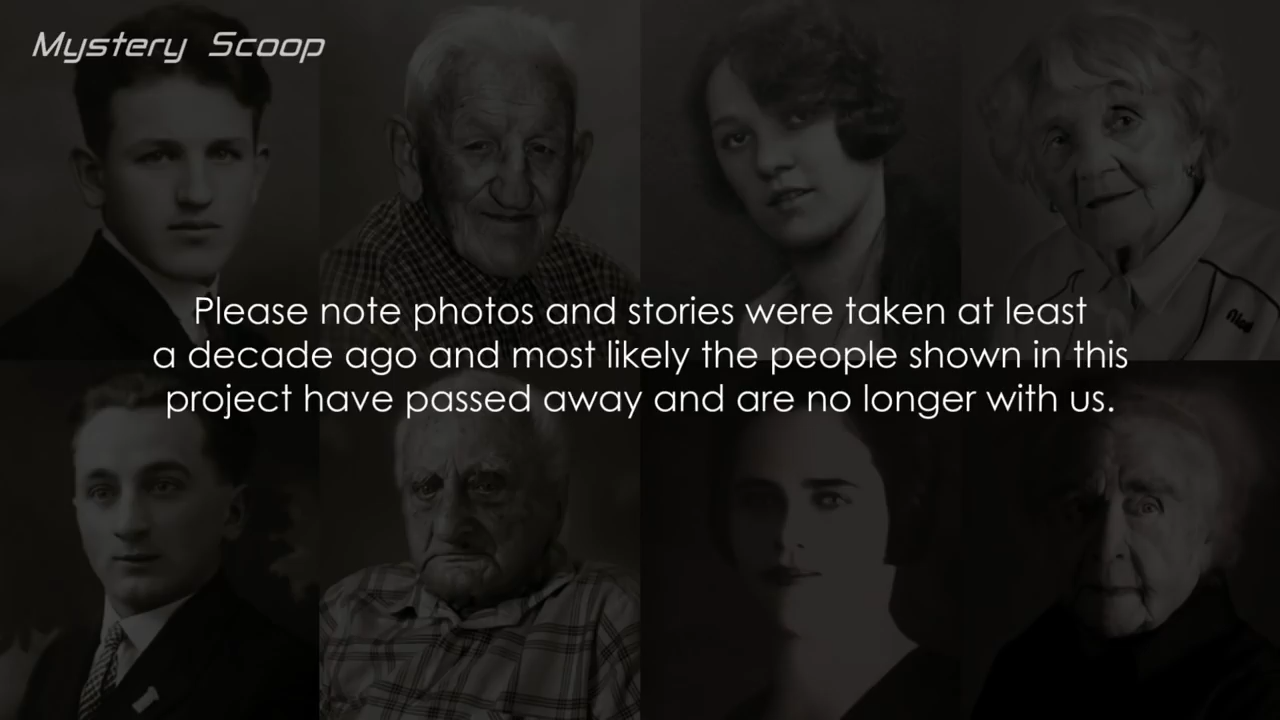 Mystery Scoop
Please note photos and stories were taken at least
a decade ago and most likely the people shown in this
project have passed away and are no longer with us.